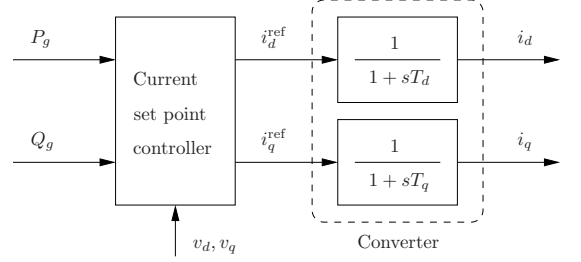 P_g
Q_g
Current
set point
controller
v_d, v_q
i_d^ref
i_q^ref
1
1 + sT_d
1
1 + sT_q
Converter
i_d
i_q